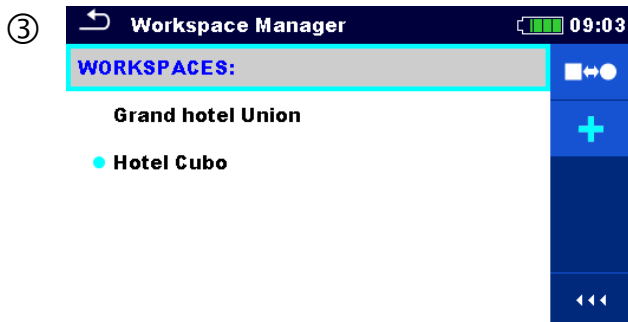 ③
Workspace Manager 09:03
WORKSPACES:
Grand hotel Union
Hotel Cubo